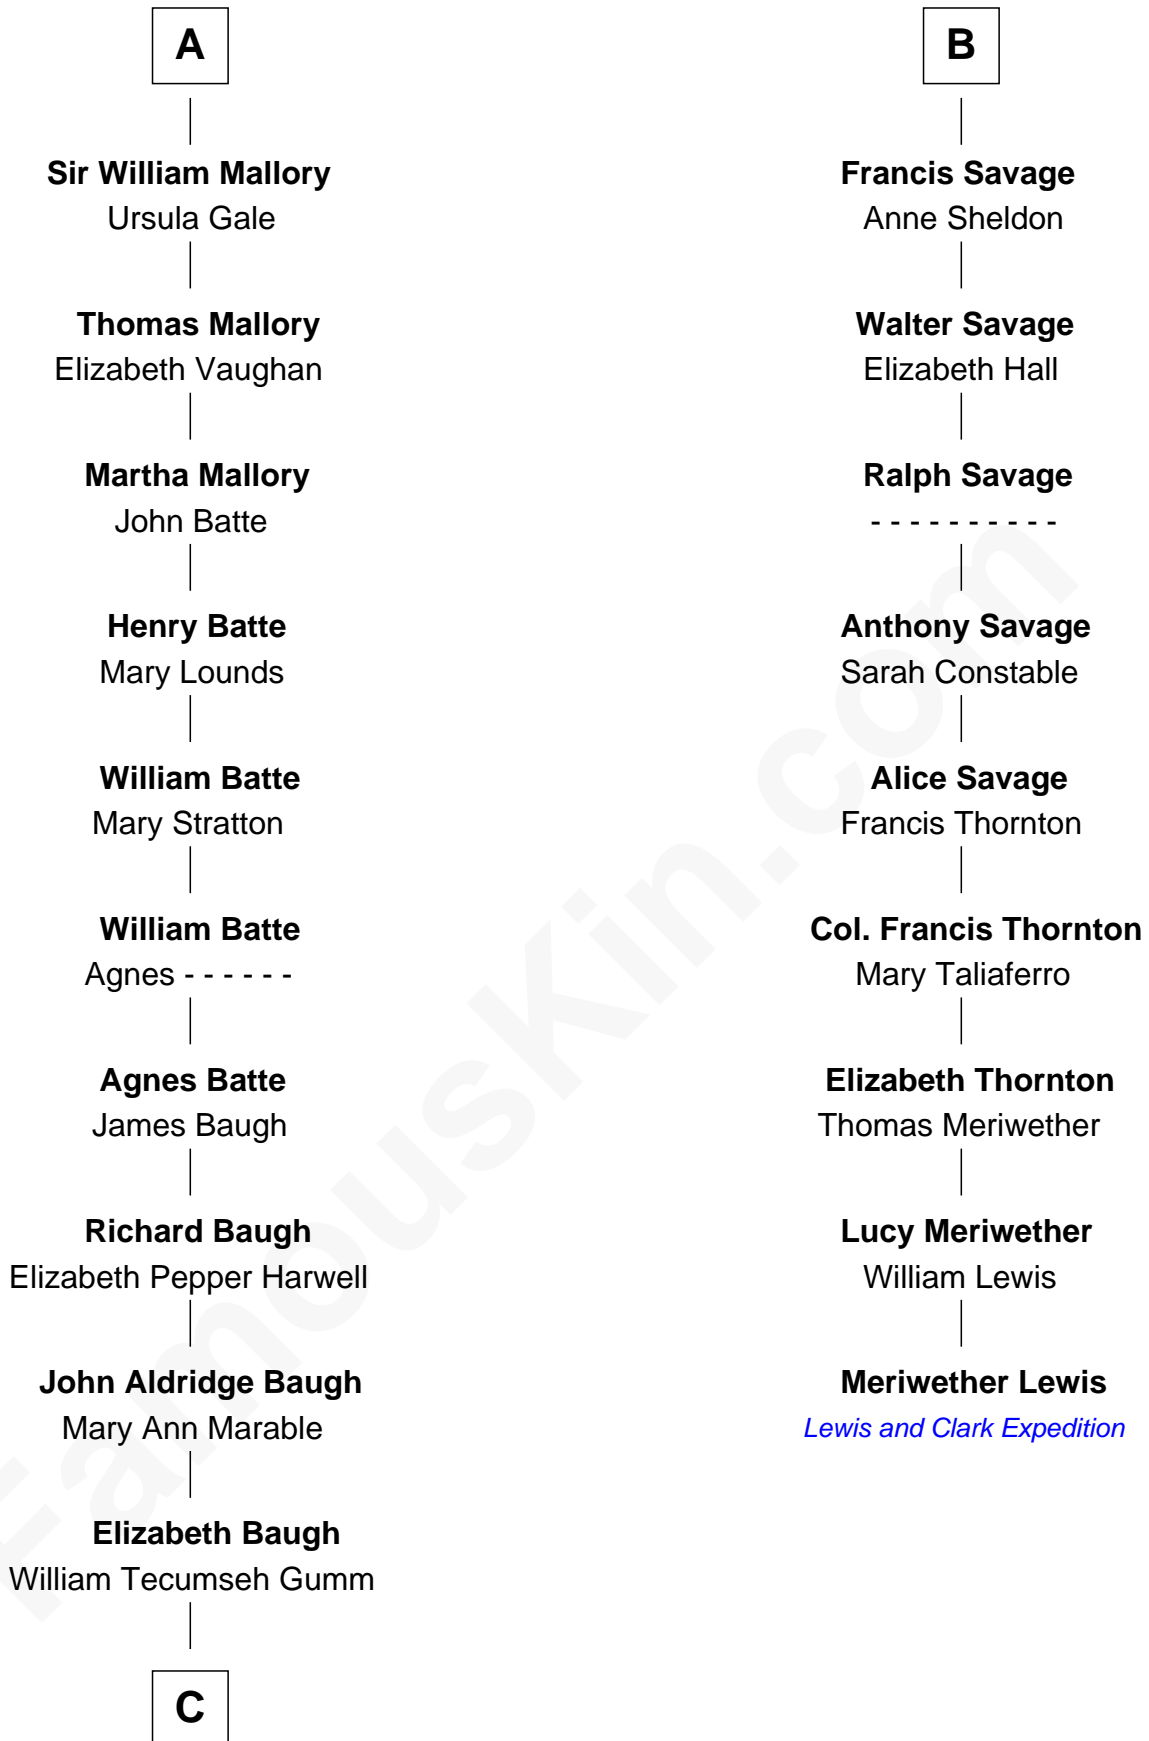 A
Sir William Mallory
Ursula Gale
Thomas Mallory
Elizabeth Vaughan
Martha Mallory
John Batte
Henry Batte
Mary Lounds
William Batte
Mary Stratton
William Batte
Agnes - - - - - -
Agnes Batte
James Baugh
Richard Baugh
Elizabeth Pepper Harwell
John Aldridge Baugh
Mary Ann Marable
Elizabeth Baugh
William Tecumseh Gumm
C
B
Francis Savage
Anne Sheldon
Walter Savage
Elizabeth Hall
Ralph Savage
- - - - - - - - - -
Anthony Savage
Sarah Constable
Alice Savage
Francis Thornton
Col. Francis Thornton
Mary Taliaferro
Elizabeth Thornton
Thomas Meriwether
Lucy Meriwether
William Lewis
Meriwether Lewis
Lewis and Clark Expedition
FamousKin.com